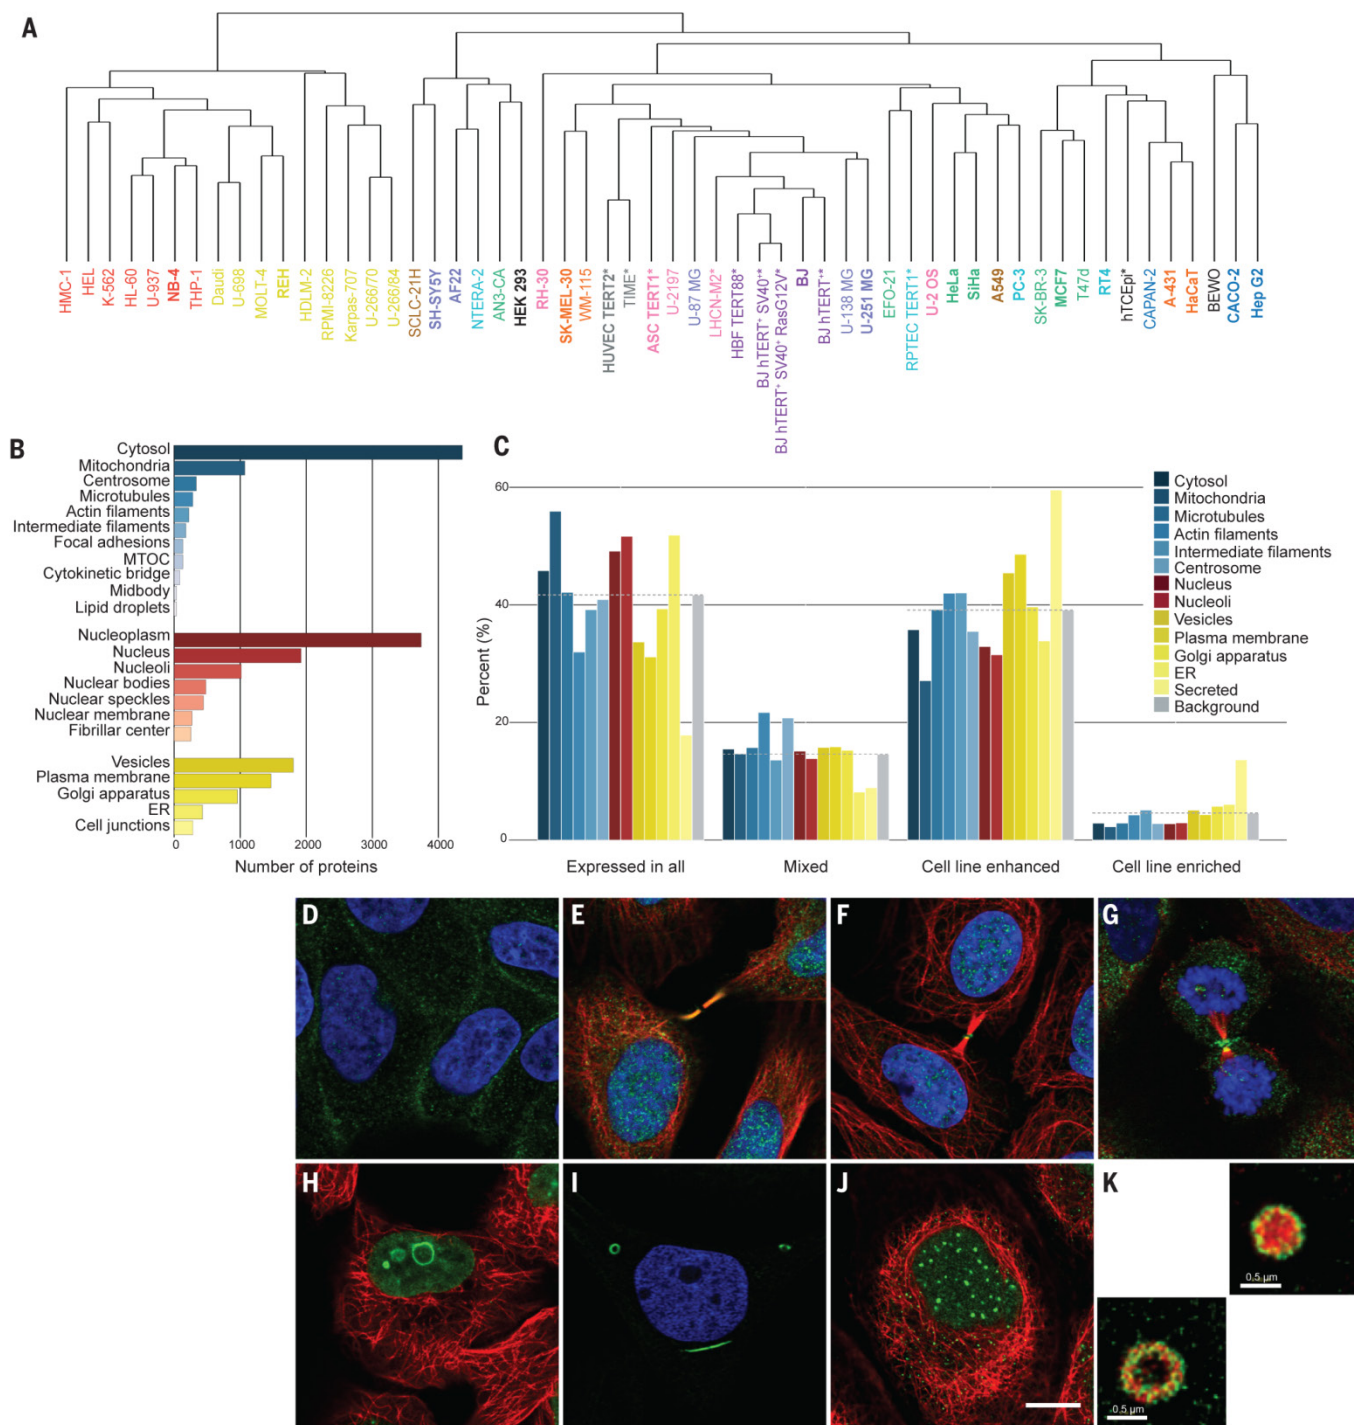 A
HMC-1
HEL
K-562
HL-60
U-937
NB-4
THP-1
Daudi
U-698
MOLT-4
REH
HDLM-2
RPMI-8226
Karpas-707
U-266/70
U-266/84
SCLC-21H
SH-SY5Y
AF22
NTERA-2
AN3-CA
HEK 293
RH-30
SK-MEL-30
WM-115
HUVEC TERT2*
TIME*
ASC TERT1*
U-2197
U-87 MG
LHCN-M2*
HBF TERT88*
BJ hTERT⁺ SV40⁺*
BJ hTERT⁺ SV40⁺ RasG12V*
BJ
BJ hTERT⁺*
U-138 MG
U-251 MG
EFO-21
RPTEC TERT1*
U-2 OS
HeLa
SiHa
A549
PC-3
SK-BR-3
MCF7
T47d
RT4
hTCEpi*
CAPAN-2
A-431
HaCaT
BEWO
CACO-2
Hep G2
B
Cytosol
Mitochondria
Centrosome
Microtubules
Actin filaments
Intermediate filaments
Focal adhesions
MTOC
Cytokinetic bridge
Midbody
Lipid droplets
Nucleoplasm
Nucleus
Nucleoli
Nuclear bodies
Nuclear speckles
Nuclear membrane
Fibrillar center
Vesicles
Plasma membrane
Golgi apparatus
ER
Cell junctions
0 1000 2000 3000 4000
Number of proteins
C
60
40
20
0
Percent (%)
Expressed in all
Mixed
Cell line enhanced
Cell line enriched
Cytosol
Mitochondria
Microtubules
Actin filaments
Intermediate filaments
Centrosome
Nucleus
Nucleoli
Vesicles
Plasma membrane
Golgi apparatus
ER
Secreted
Background
D
E
F
G
H
I
J
K
0.5 µm
0.5 µm